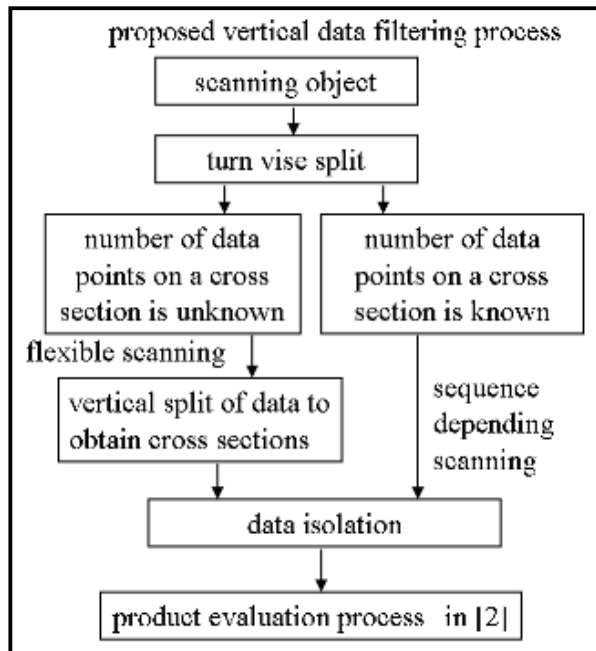 proposed vertical data filtering process
scanning object
turn vise split
number of data
points on a cross
section is unknown
number of data
points on a cross
section is known
flexible scanning
vertical split of data to
obtain cross sections
sequence
depending
scanning
data isolation
product evaluation process in [2]